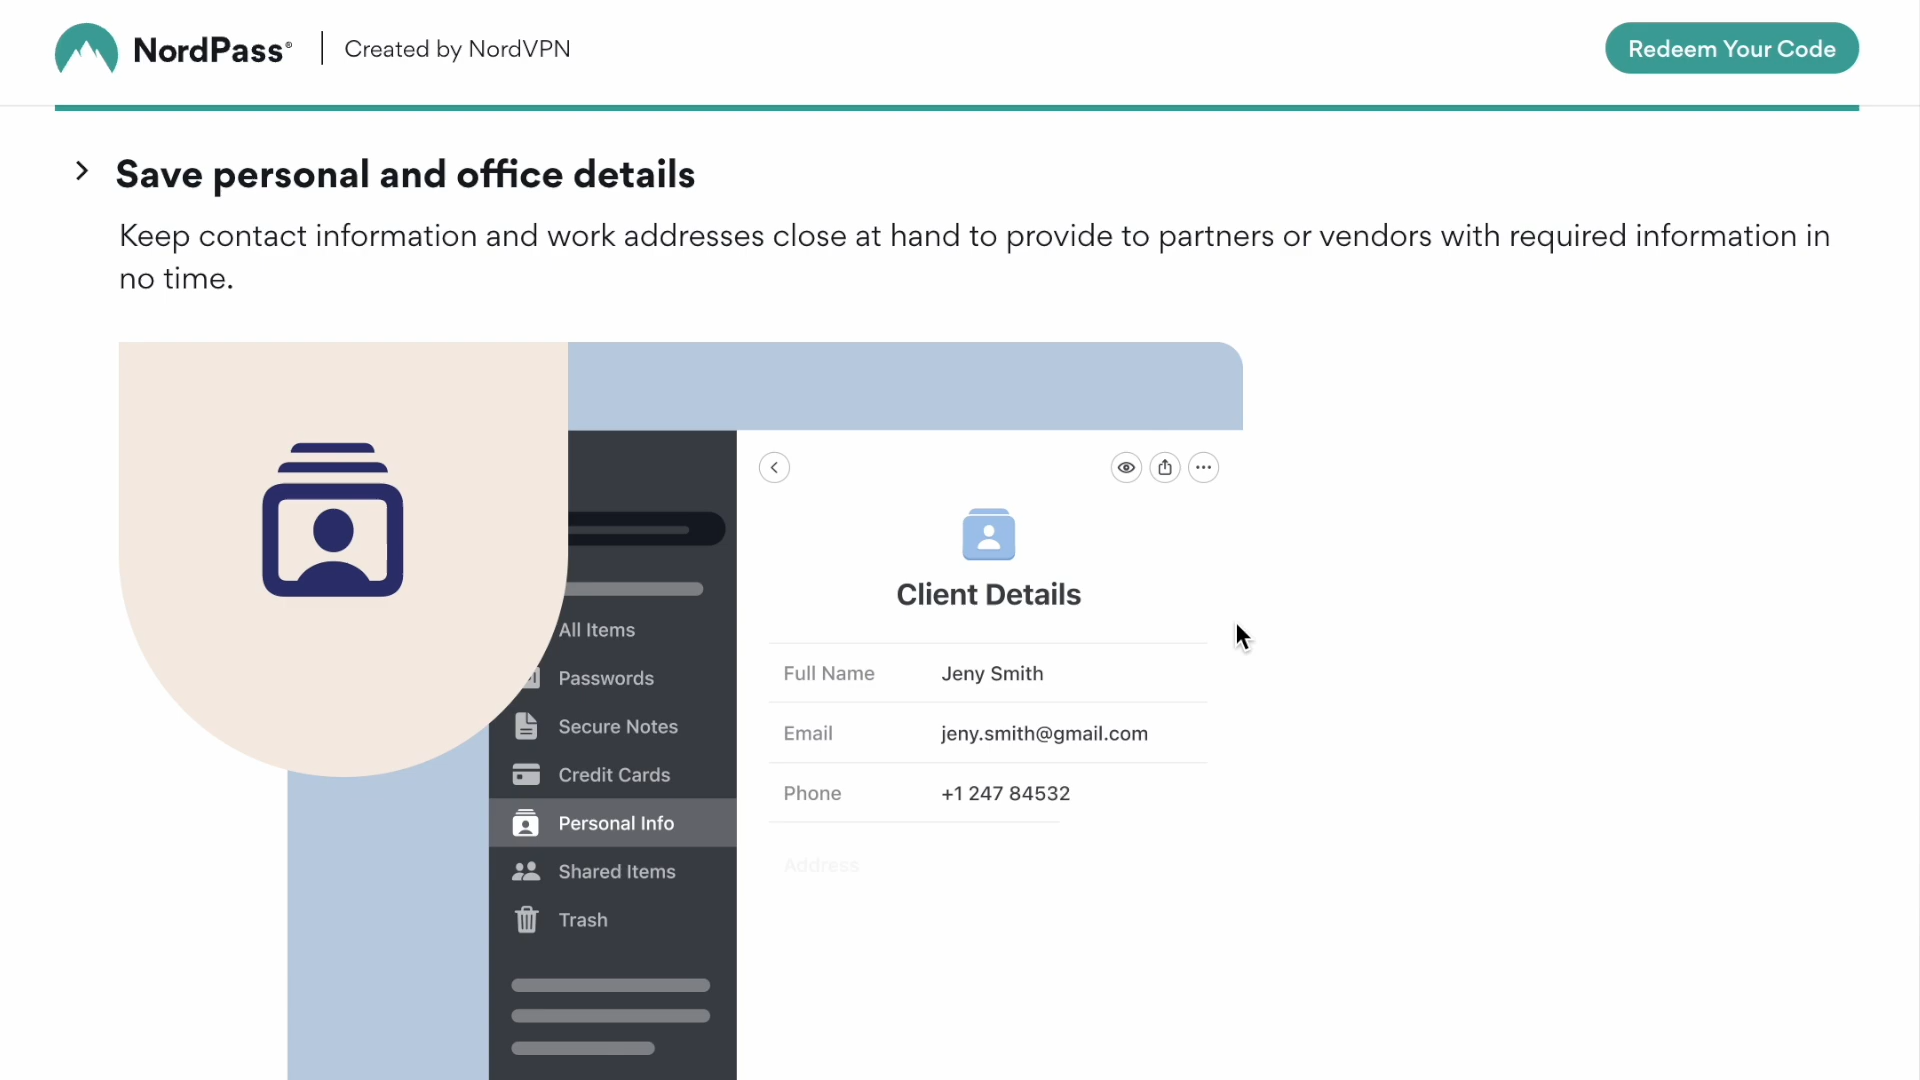 NordPass®
Created by NordVPN
Redeem Your Code
Save personal and office details
Keep contact information and work addresses close at hand to provide to partners or vendors with required information in
no time.
All Items
Passwords
Secure Notes
Credit Cards
Personal Info
Shared Items
Trash
Client Details
Full Name Jeny Smith
Email jeny.smith@gmail.com
Phone +1 247 84532
Address